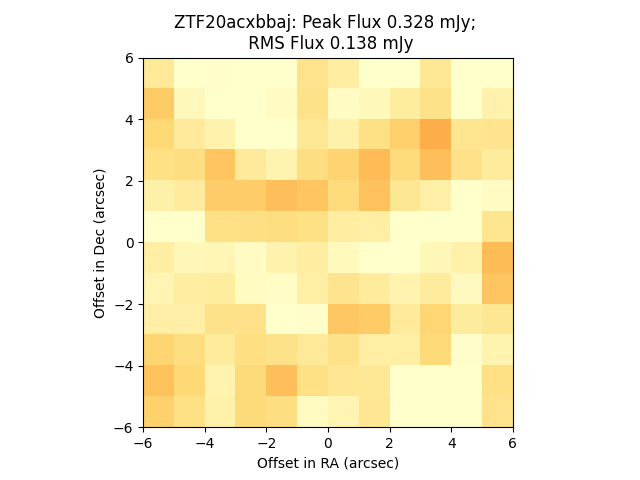 ZTF20acxbbaj: Peak Flux 0.328 mJy;
RMS Flux 0.138 mJy
6
4
2
0
−2
−4
−6
Offset in Dec (arcsec)
−6 −4 −2 0 2 4 6
Offset in RA (arcsec)